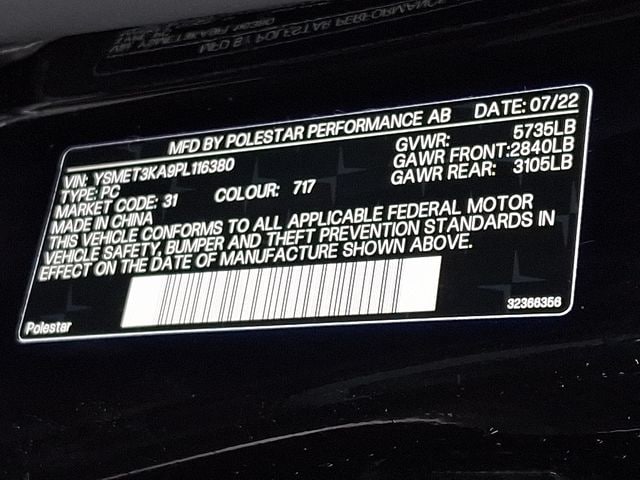 MFD BY POLESTAR PERFORMANCE AB DATE: 07/22
VIN: YSMET3KA9PL116380 GVWR: 5735LB
TYPE: PC GAWR FRONT:2840LB
MARKET CODE: 31 COLOUR: 717 GAWR REAR: 3105LB
MADE IN CHINA
THIS VEHICLE CONFORMS TO ALL APPLICABLE FEDERAL MOTOR
VEHICLE SAFETY, BUMPER AND THEFT PREVENTION STANDARDS IN
EFFECT ON THE DATE OF MANUFACTURE SHOWN ABOVE.
Polestar 32366356